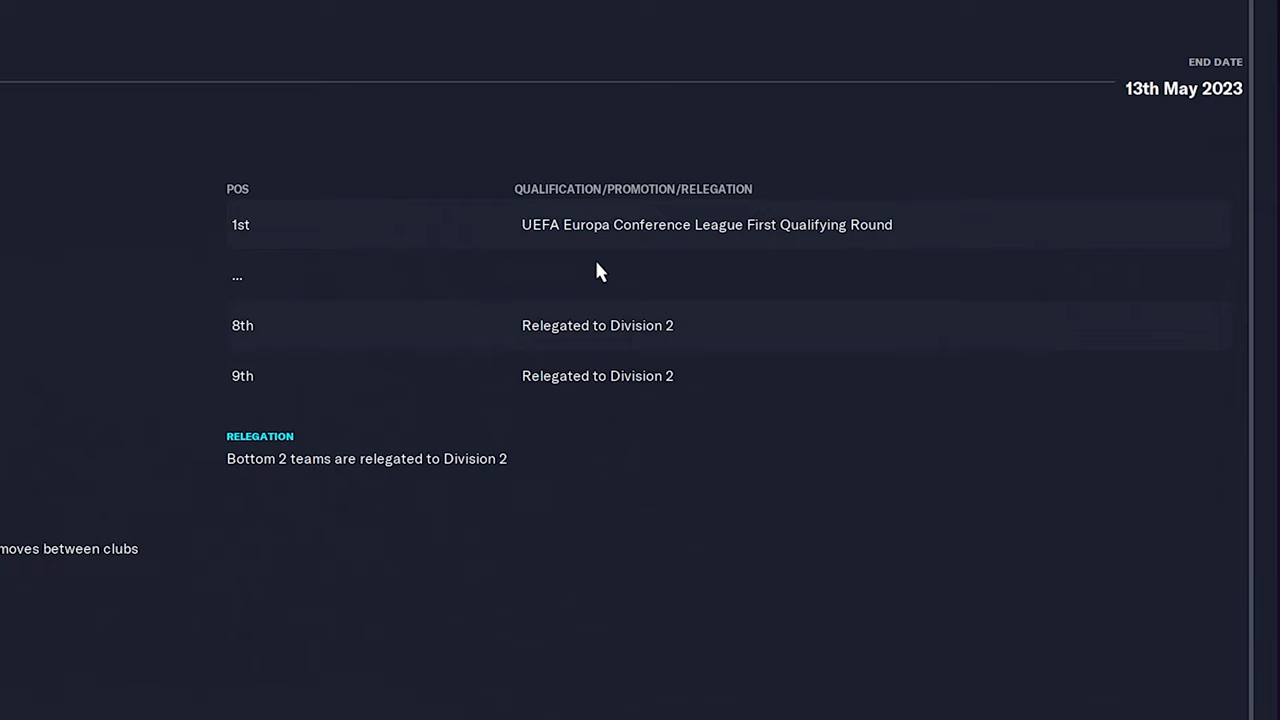 END DATE
13th May 2023
POS QUALIFICATION/PROMOTION/RELEGATION
1st UEFA Europa Conference League First Qualifying Round
...
8th Relegated to Division 2
9th Relegated to Division 2
RELEGATION
Bottom 2 teams are relegated to Division 2
moves between clubs